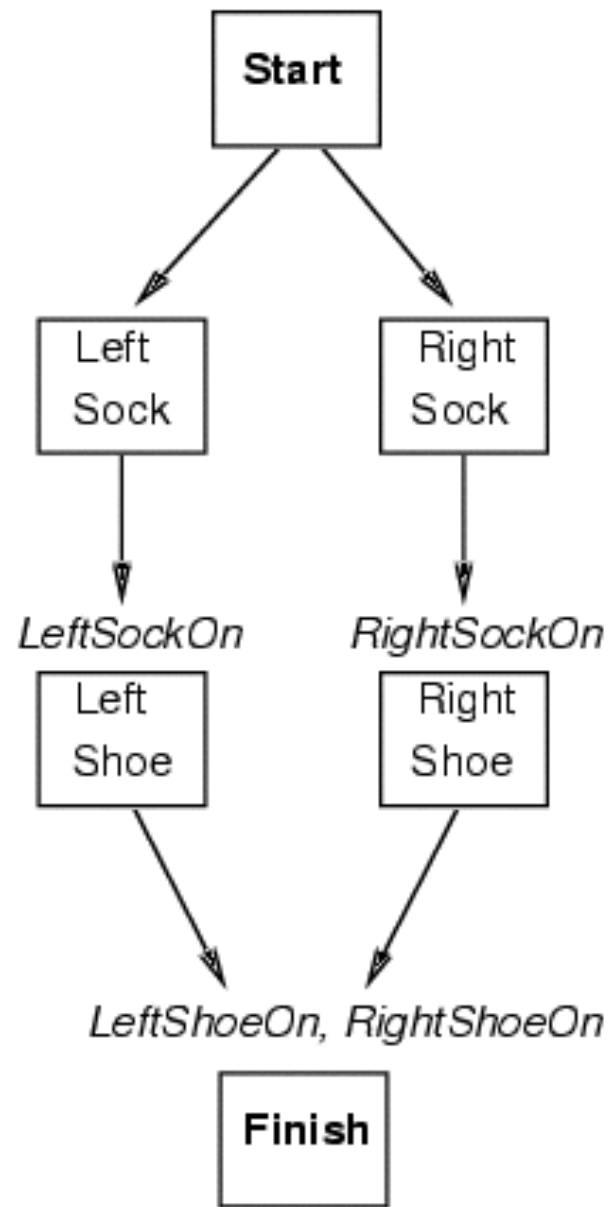 Start
Left
Sock
Right
Sock
LeftSockOn
RightSockOn
Left
Shoe
Right
Shoe
LeftShoeOn, RightShoeOn
Finish